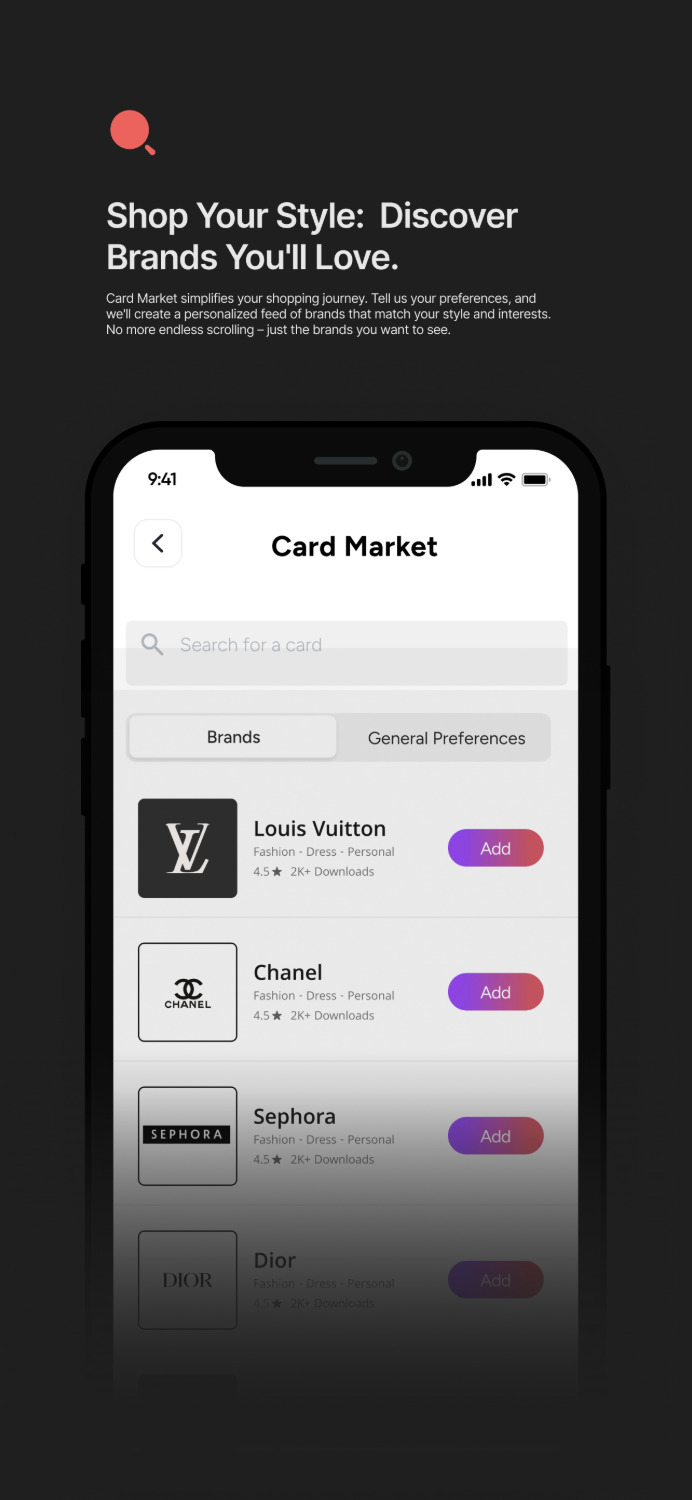 Shop Your Style:  Discover
Brands You'll Love.
Card Market simplifies your shopping journey. Tell us your preferences, and
we'll create a personalized feed of brands that match your style and interests.
No more endless scrolling – just the brands you want to see.
9:41
Card Market
Search for a card
Brands
General Preferences
LV
Louis Vuitton
Fashion - Dress - Personal
4.5★ 2K+ Downloads
Add
CHANEL
Chanel
Fashion - Dress - Personal
4.5★ 2K+ Downloads
Add
SEPHORA
Sephora
Fashion - Dress - Personal
4.5★ 2K+ Downloads
Add
DIOR
Dior
Fashion - Dress - Personal
4.5★ 2K+ Downloads
Add